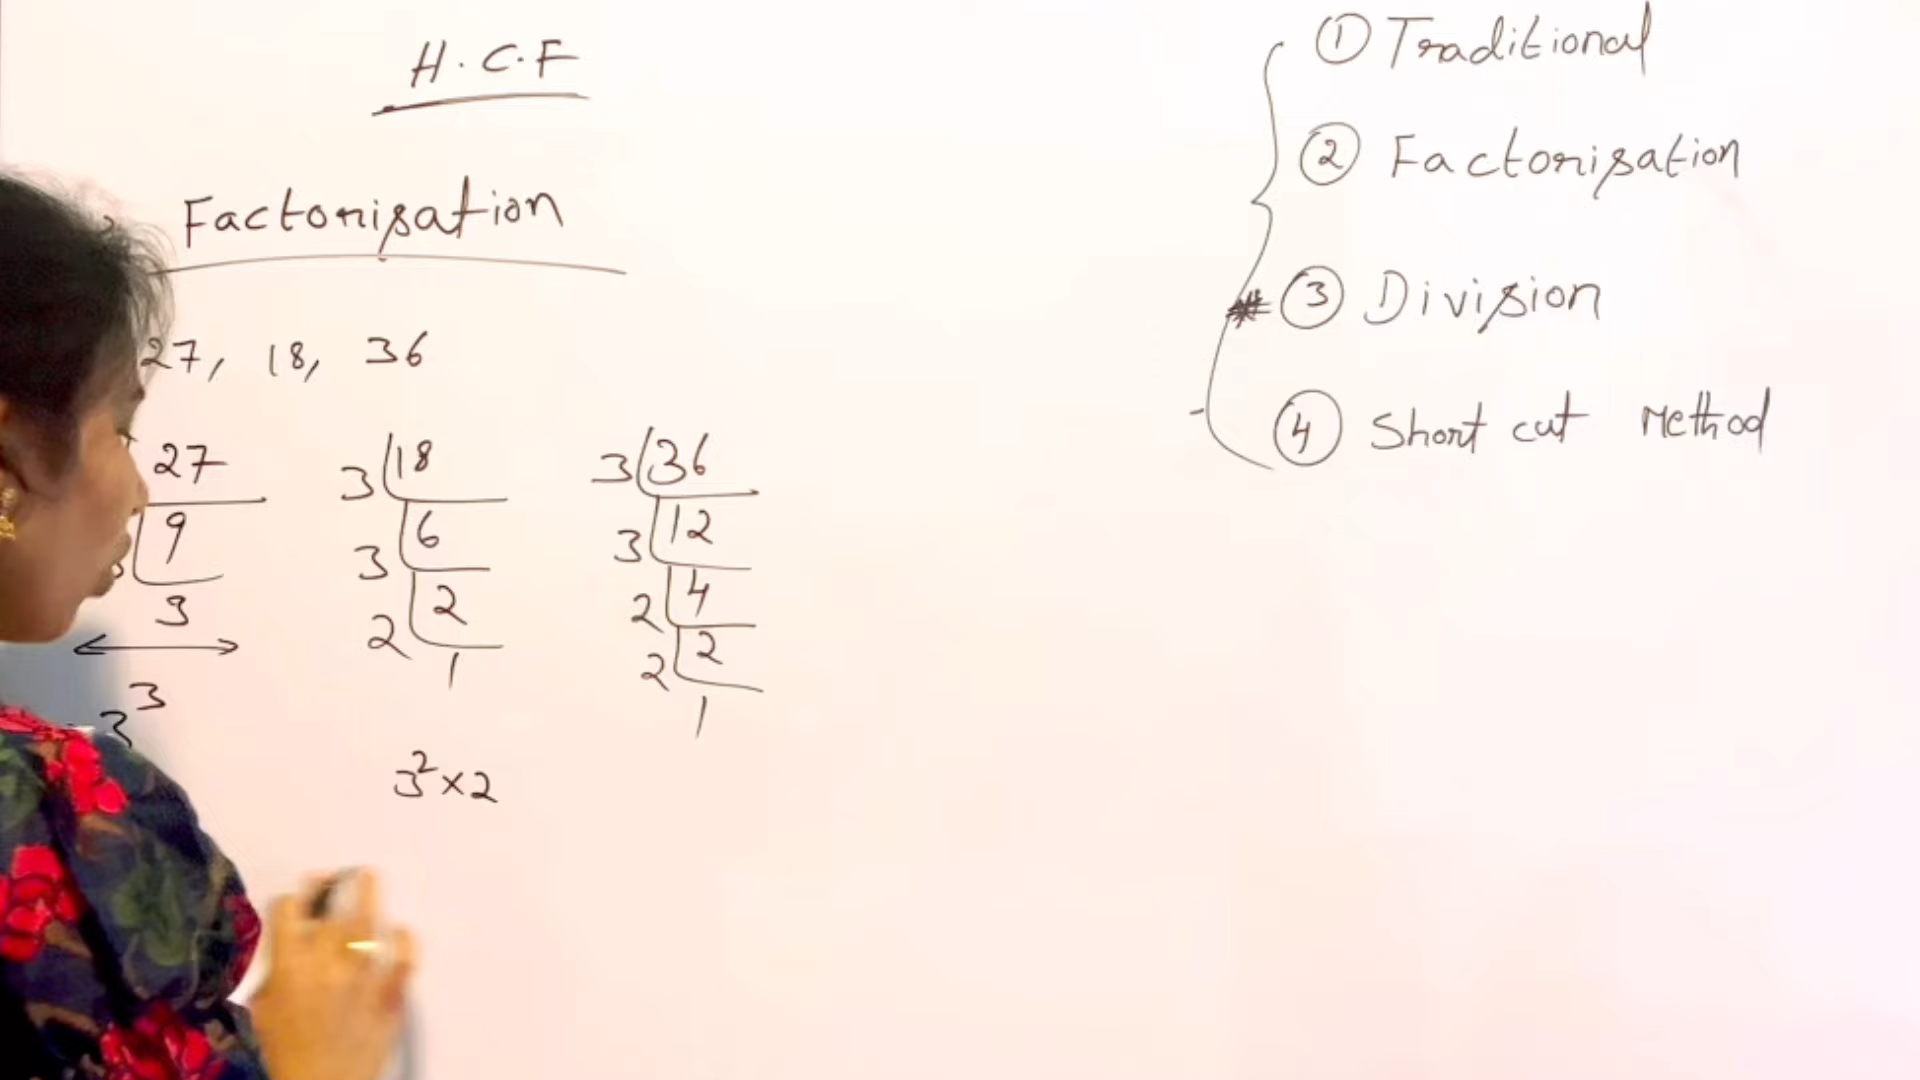 H.C.F
Factorisation
27, 18, 36
27
9
3
3³
3 18
3 6
2 2
1
3²×2
3 36
3 12
2 4
2 2
1
① Traditional
② Factorisation
* ③ Division
④ Short cut Method